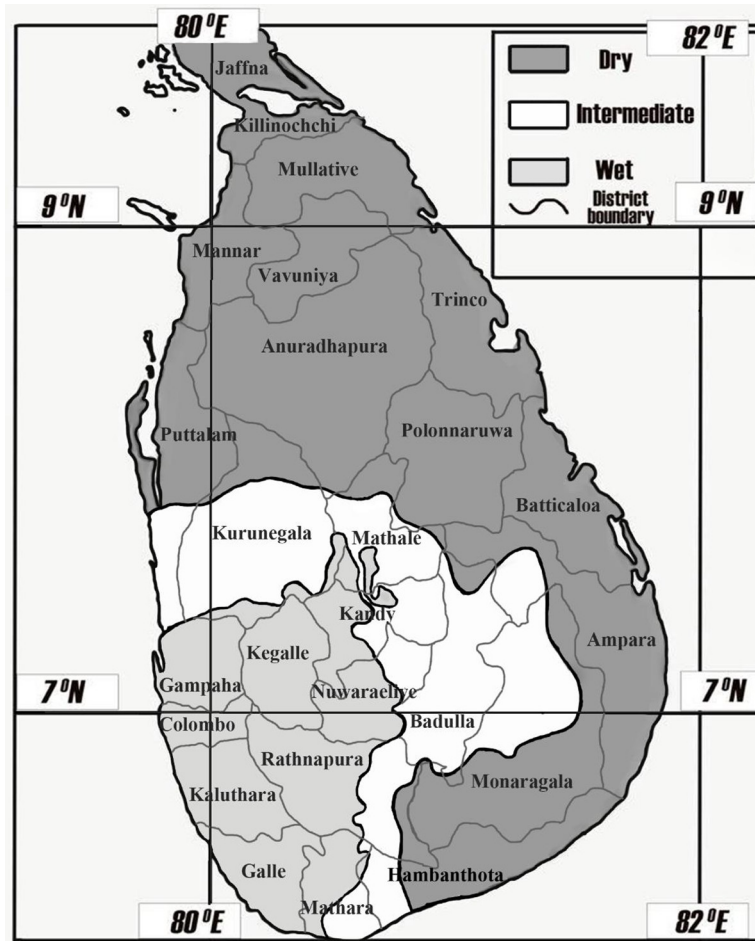 80⁰E
82⁰E
Dry
Intermediate
Wet
District
boundary
Jaffna
Killinochchi
Mullative
9⁰N
9⁰N
Mannar
Vavuniya
Trinco
Anuradhapura
Puttalam
Polonnaruwa
Batticaloa
Kurunegala
Mathale
Kandy
Ampara
Kegalle
7⁰N
Gampaha
Nuwaraeliye
7⁰N
Colombo
Badulla
Rathnapura
Monaragala
Kaluthara
Galle
Hambanthota
Mathara
80⁰E
82⁰E